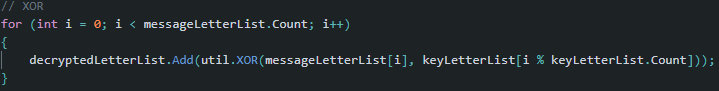 // XOR
for (int i = 0; i < messageLetterList.Count; i++)
{
    decryptedLetterList.Add(util.XOR(messageLetterList[i], keyLetterList[i % keyLetterList.Count]));
}